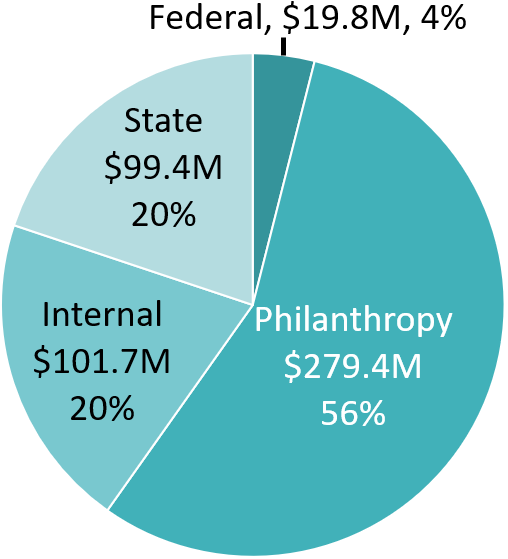 Federal, $19.8M, 4%
State
$99.4M
20%
Internal
$101.7M
20%
Philanthropy
$279.4M
56%